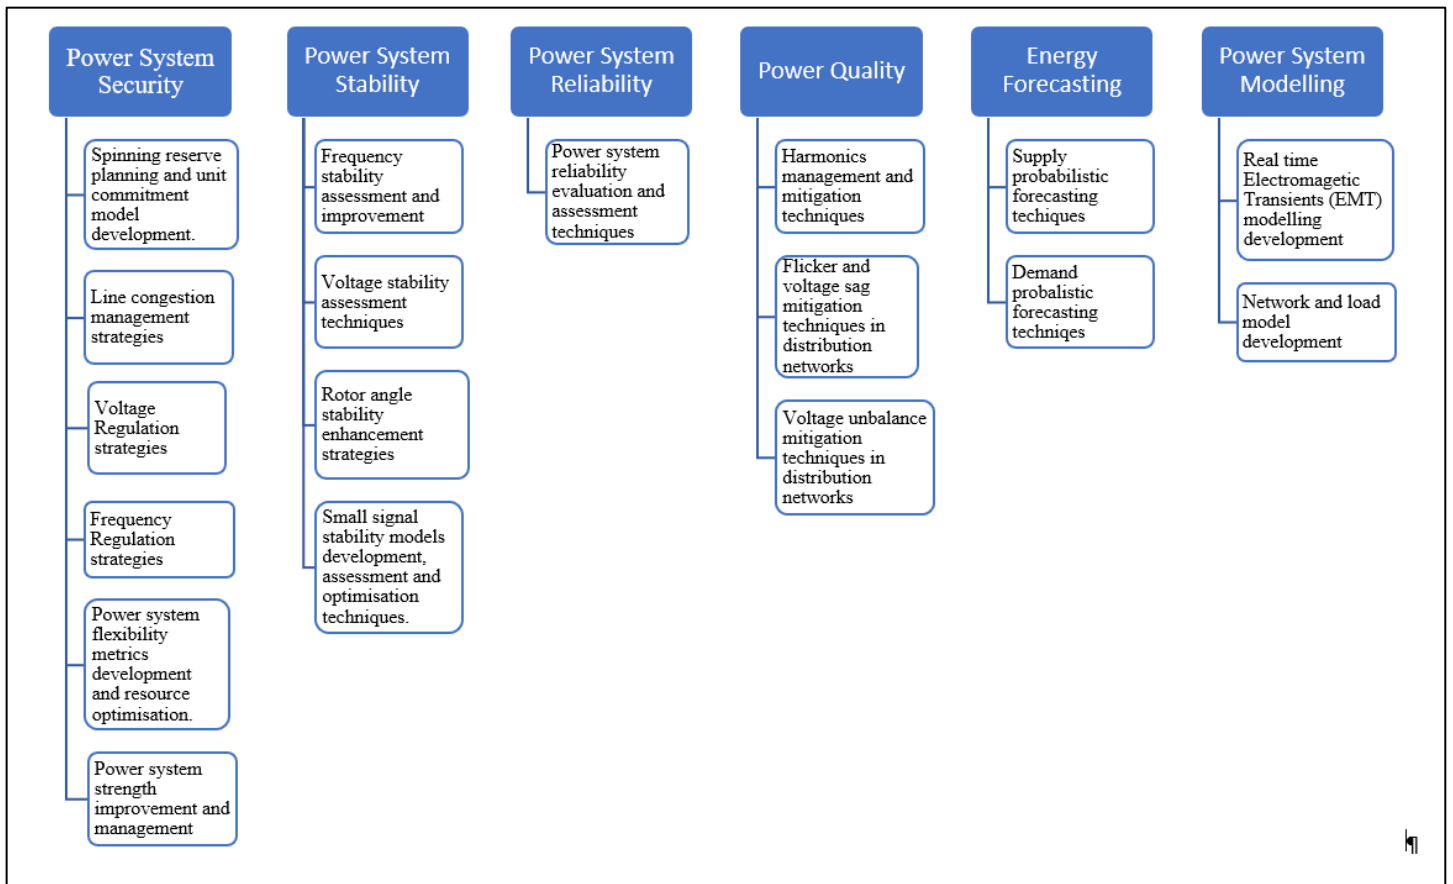 Power System
Security
Spinning reserve
planning and unit
commitment
model
development.
Line congestion
management
strategies
Voltage
Regulation
strategies
Frequency
Regulation
strategies
Power system
flexibility
metrics
development
and resource
optimisation.
Power system
strength
improvement and
management
Power System
Stability
Frequency
stability
assessment and
improvement
Voltage stability
assessment
techniques
Rotor angle
stability
enhancement
strategies
Small signal
stability models
development,
assessment and
optimisation
techniques.
Power System
Reliability
Power system
reliability
evaluation and
assessment
techniques
Power Quality
Harmonics
management and
mitigation
techniques
Flicker and
voltage sag
mitigation
techniques in
distribution
networks
Voltage unbalance
mitigation
techniques in
distribution
networks
Energy
Forecasting
Supply
probabilistic
forecasting
techiques
Demand
probalistic
forecasting
techniqes
Power System
Modelling
Real time
Electromagetic
Transients (EMT)
modelling
development
Network and load
model
development
¶